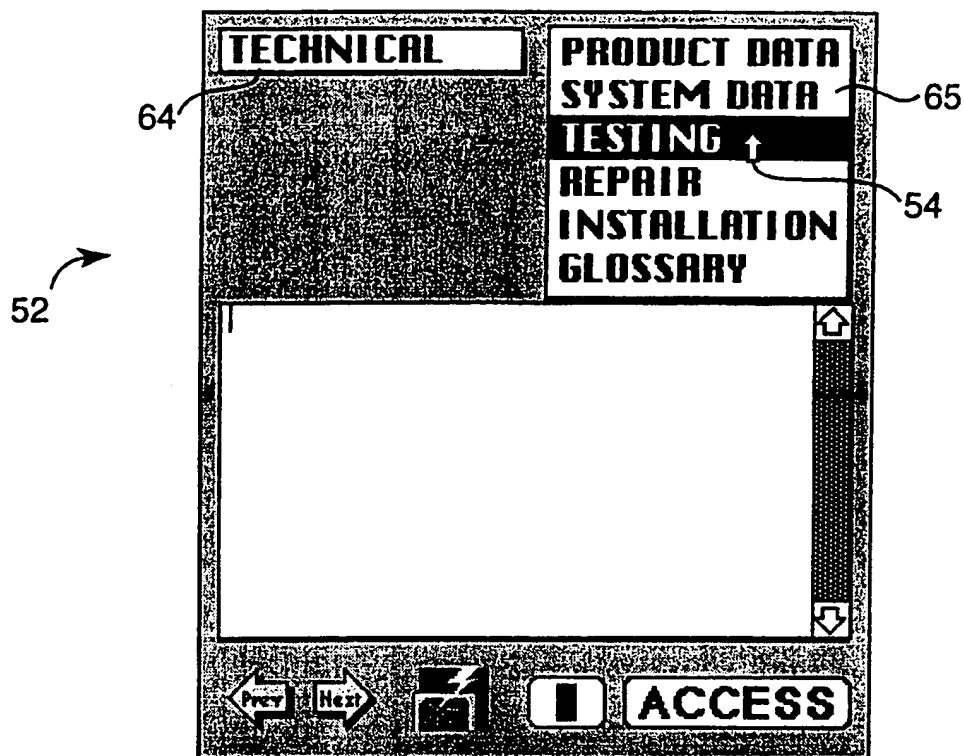 TECHNICAL
64
PRODUCT DATA
SYSTEM DATA
65
TESTING
54
REPAIR
INSTALLATION
GLOSSARY
52
Prev
Next
ACCESS